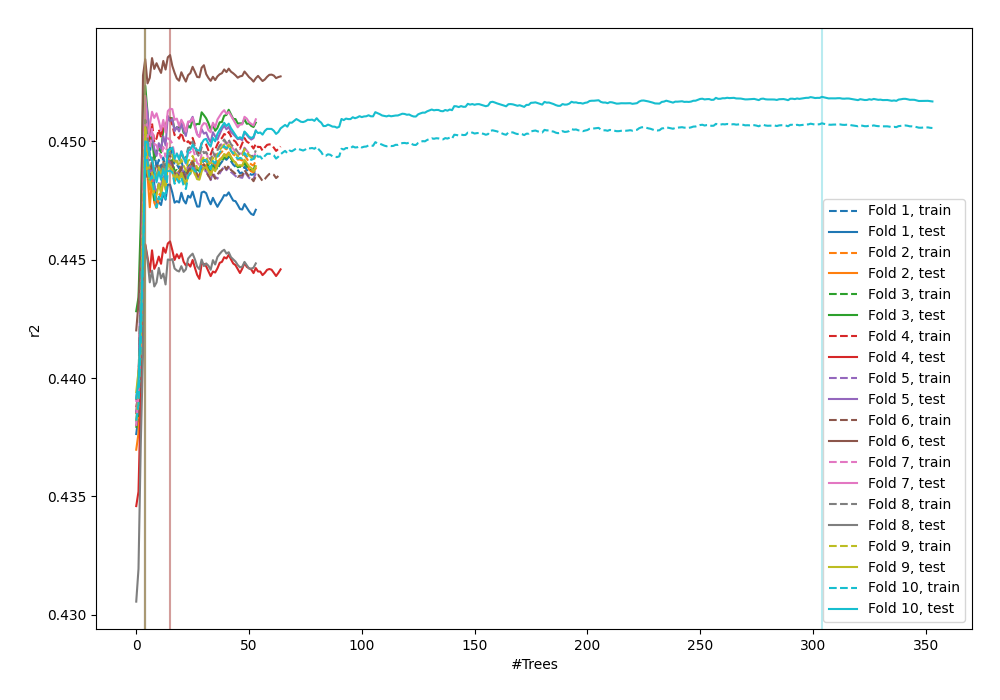 0.450
0.445
0.440
0.435
0.430
r2
0
50
100
150
200
250
300
350
#Trees
Fold 1, train
Fold 1, test
Fold 2, train
Fold 2, test
Fold 3, train
Fold 3, test
Fold 4, train
Fold 4, test
Fold 5, train
Fold 5, test
Fold 6, train
Fold 6, test
Fold 7, train
Fold 7, test
Fold 8, train
Fold 8, test
Fold 9, train
Fold 9, test
Fold 10, train
Fold 10, test